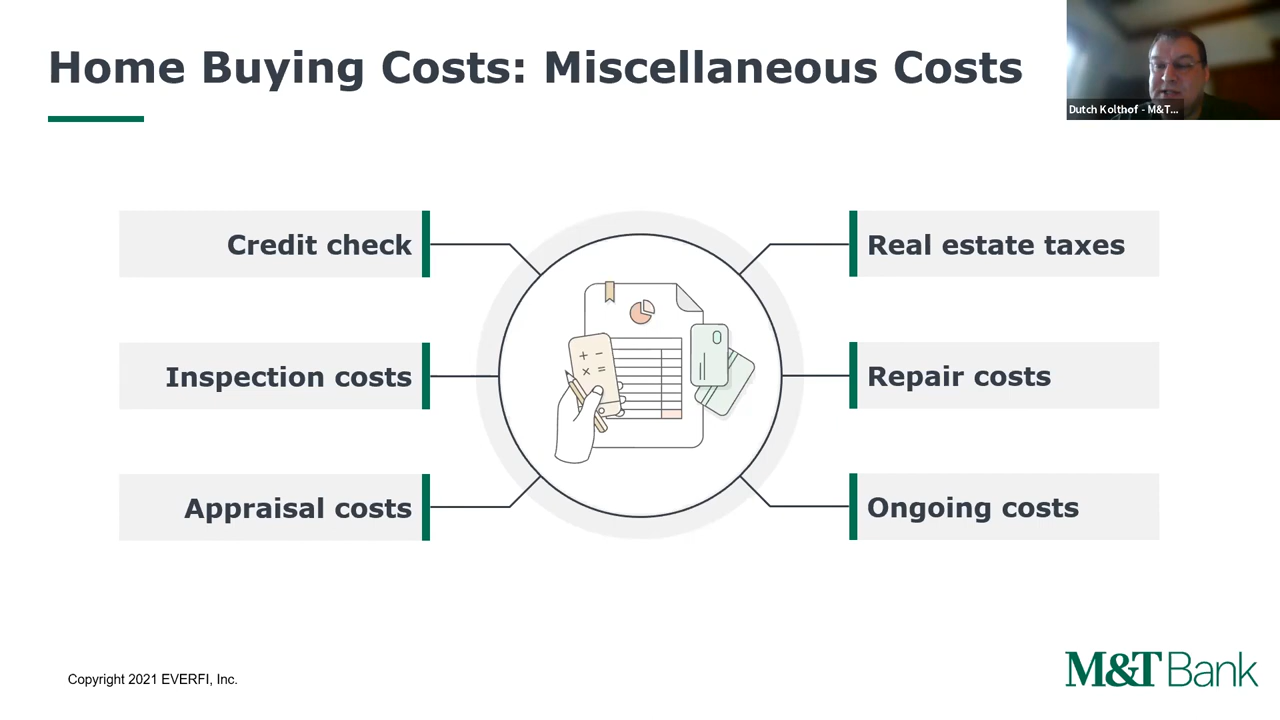 Home Buying Costs: Miscellaneous Costs
Dutch Kolthof - M&T...
Credit check
Real estate taxes
Inspection costs
Repair costs
Appraisal costs
Ongoing costs
Copyright 2021 EVERFI, Inc.
M&T Bank